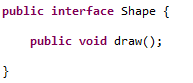 public interface Shape {
public void draw();
}